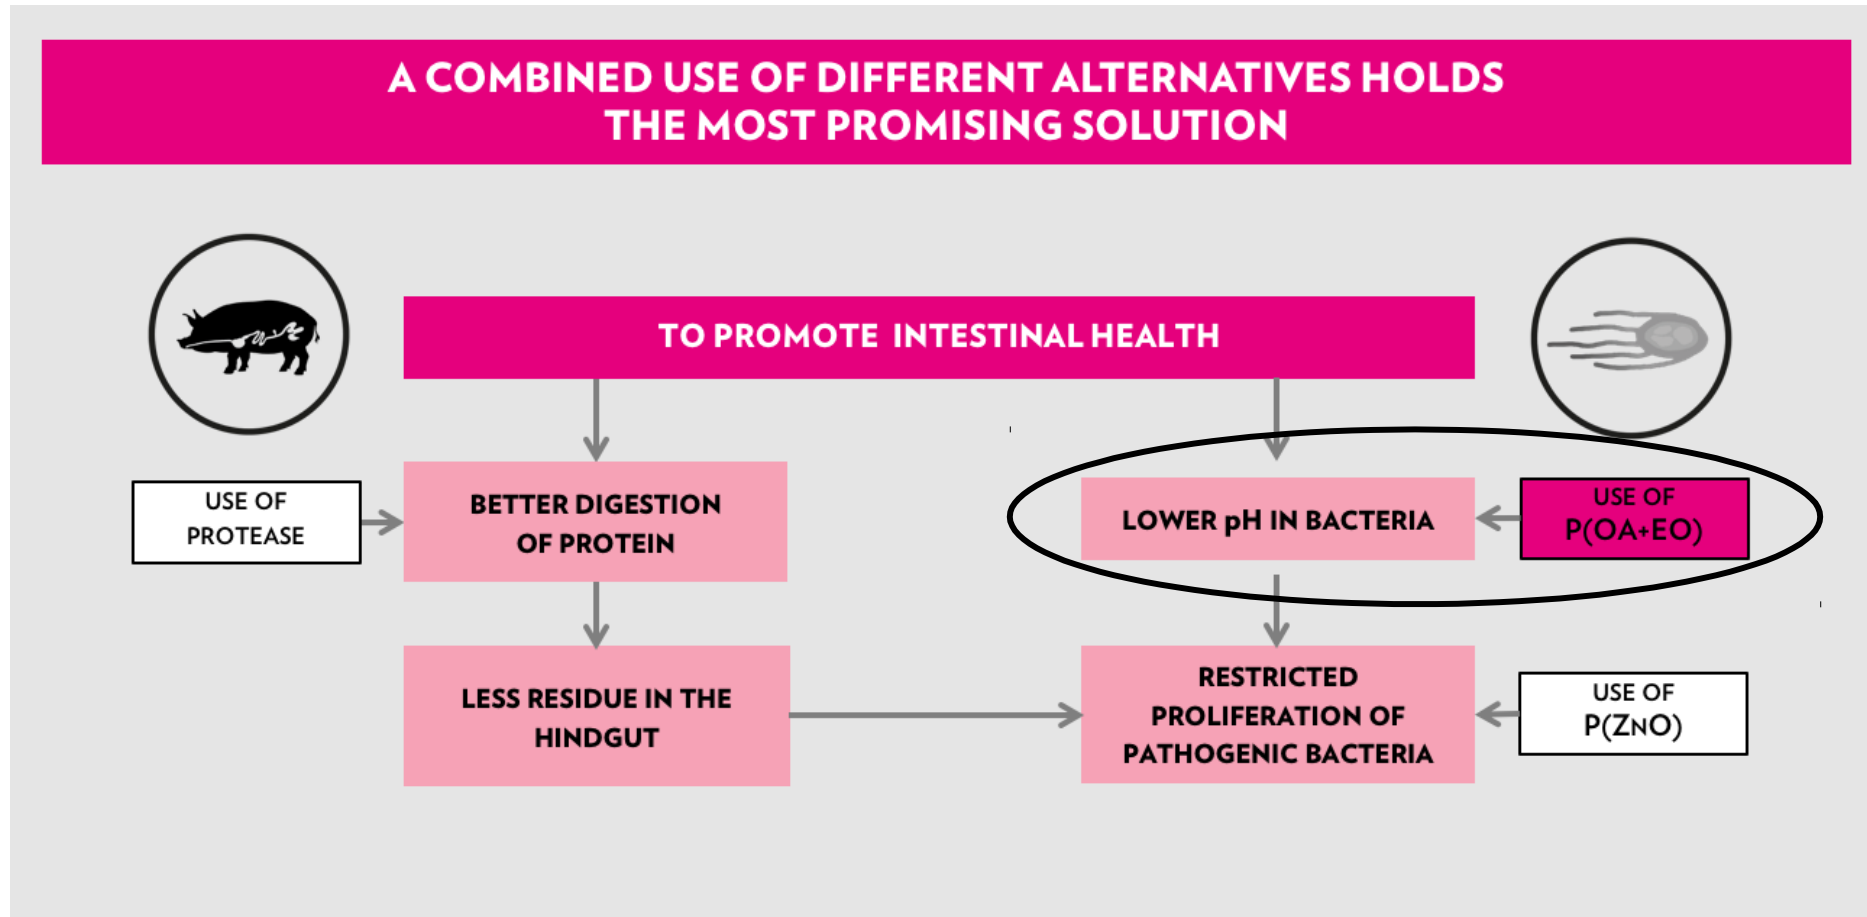 A COMBINED USE OF DIFFERENT ALTERNATIVES HOLDS
THE MOST PROMISING SOLUTION
TO PROMOTE INTESTINAL HEALTH
USE OF
PROTEASE
BETTER DIGESTION
OF PROTEIN
LOWER pH IN BACTERIA
USE OF
P(OA+EO)
LESS RESIDUE IN THE
HINDGUT
RESTRICTED
PROLIFERATION OF
PATHOGENIC BACTERIA
USE OF
P(ZNO)